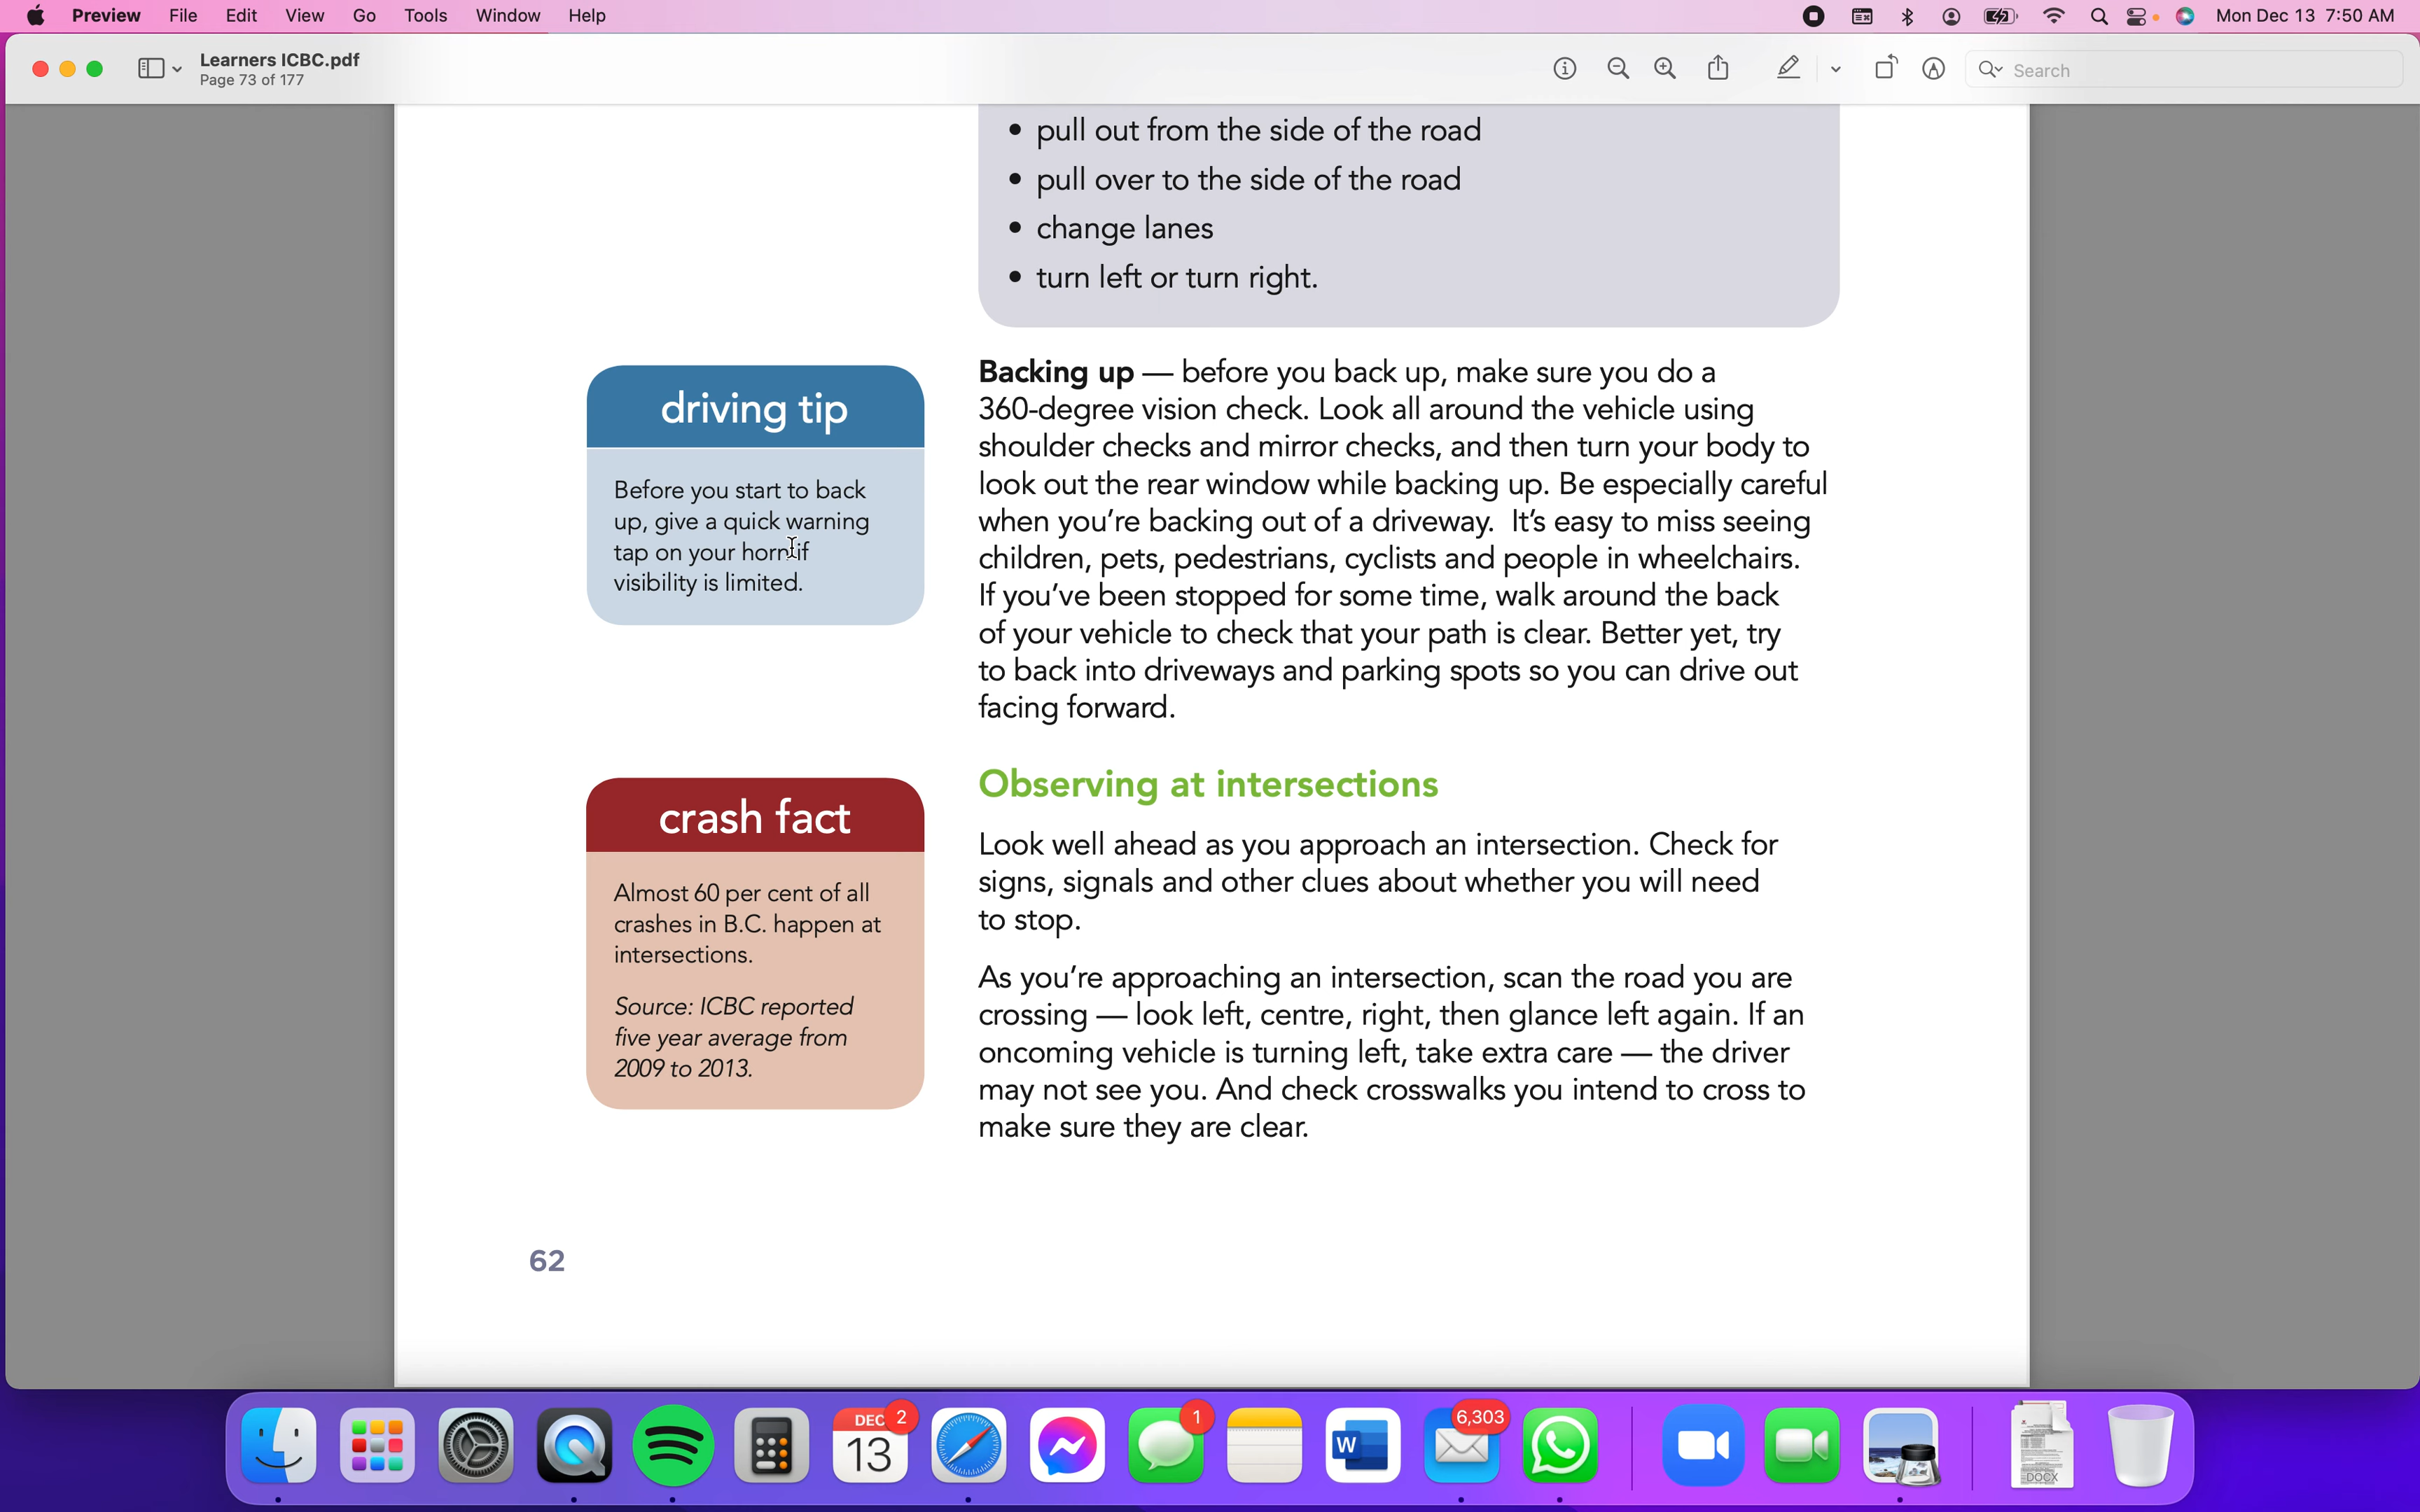 Preview File Edit View Go Tools Window Help
Mon Dec 13 7:50 AM
Learners ICBC.pdf
Page 73 of 177
Search
• pull out from the side of the road
• pull over to the side of the road
• change lanes
• turn left or turn right.
driving tip
Before you start to back
up, give a quick warning
tap on your horn if
visibility is limited.
Backing up — before you back up, make sure you do a
360-degree vision check. Look all around the vehicle using
shoulder checks and mirror checks, and then turn your body to
look out the rear window while backing up. Be especially careful
when you're backing out of a driveway. It's easy to miss seeing
children, pets, pedestrians, cyclists and people in wheelchairs.
If you've been stopped for some time, walk around the back
of your vehicle to check that your path is clear. Better yet, try
to back into driveways and parking spots so you can drive out
facing forward.
crash fact
Almost 60 per cent of all
crashes in B.C. happen at
intersections.
Source: ICBC reported
five year average from
2009 to 2013.
Observing at intersections
Look well ahead as you approach an intersection. Check for
signs, signals and other clues about whether you will need
to stop.
As you're approaching an intersection, scan the road you are
crossing — look left, centre, right, then glance left again. If an
oncoming vehicle is turning left, take extra care — the driver
may not see you. And check crosswalks you intend to cross to
make sure they are clear.
62
DEC 2
13
1
W
6,303
DOCX